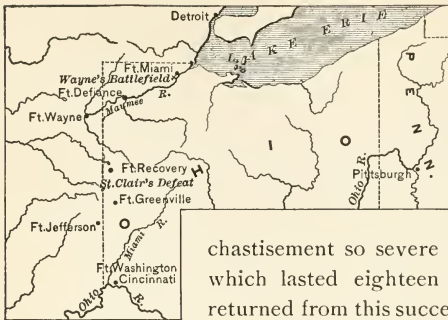 Detroit
LAKE ERIE
Ft. Miami
Wayne's Battlefield
Ft. Defiance
Maumee R.
Ft. Wayne
PENN.
OHIO
Ft. Recovery
St. Clair's Defeat
Ft. Greenville
Ft. Jefferson
Miami R.
Ohio R.
Pittsburgh
Ft. Washington
Cincinnati
Ohio R.
chastisement so severe
which lasted eighteen
returned from this succe